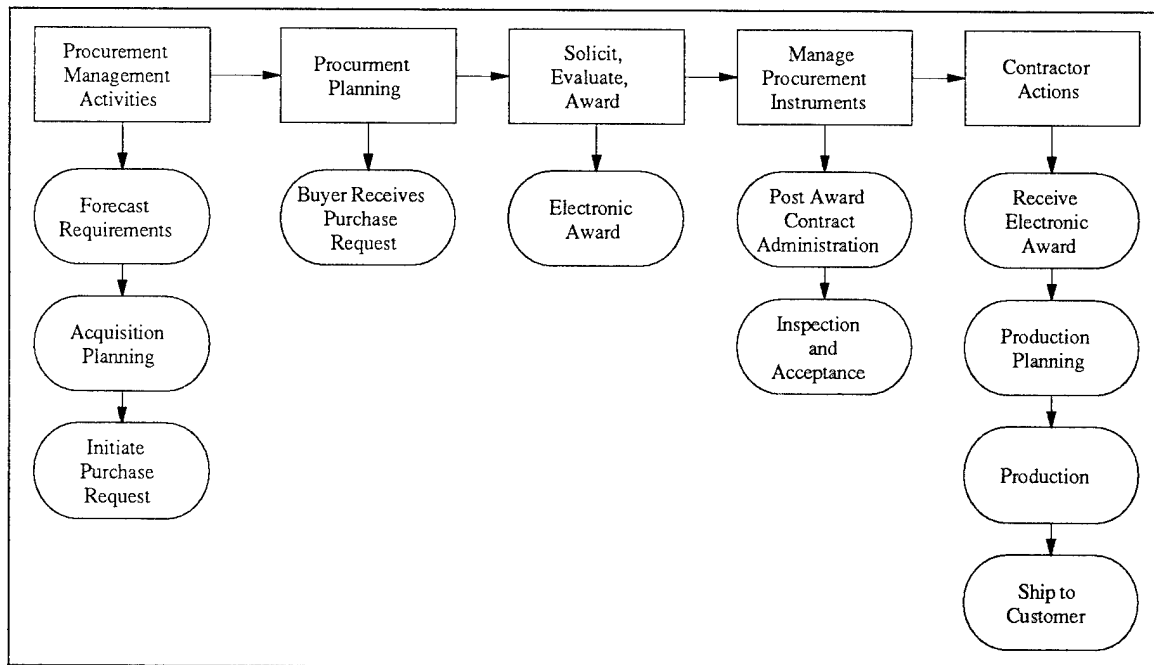 Procurement
Management
Activities
Procurment
Planning
Solicit,
Evaluate,
Award
Manage
Procurement
Instruments
Contractor
Actions
Forecast
Requirements
Acquisition
Planning
Initiate
Purchase
Request
Buyer Receives
Purchase
Request
Electronic
Award
Post Award
Contract
Administration
Inspection
and
Acceptance
Receive
Electronic
Award
Production
Planning
Production
Ship to
Customer